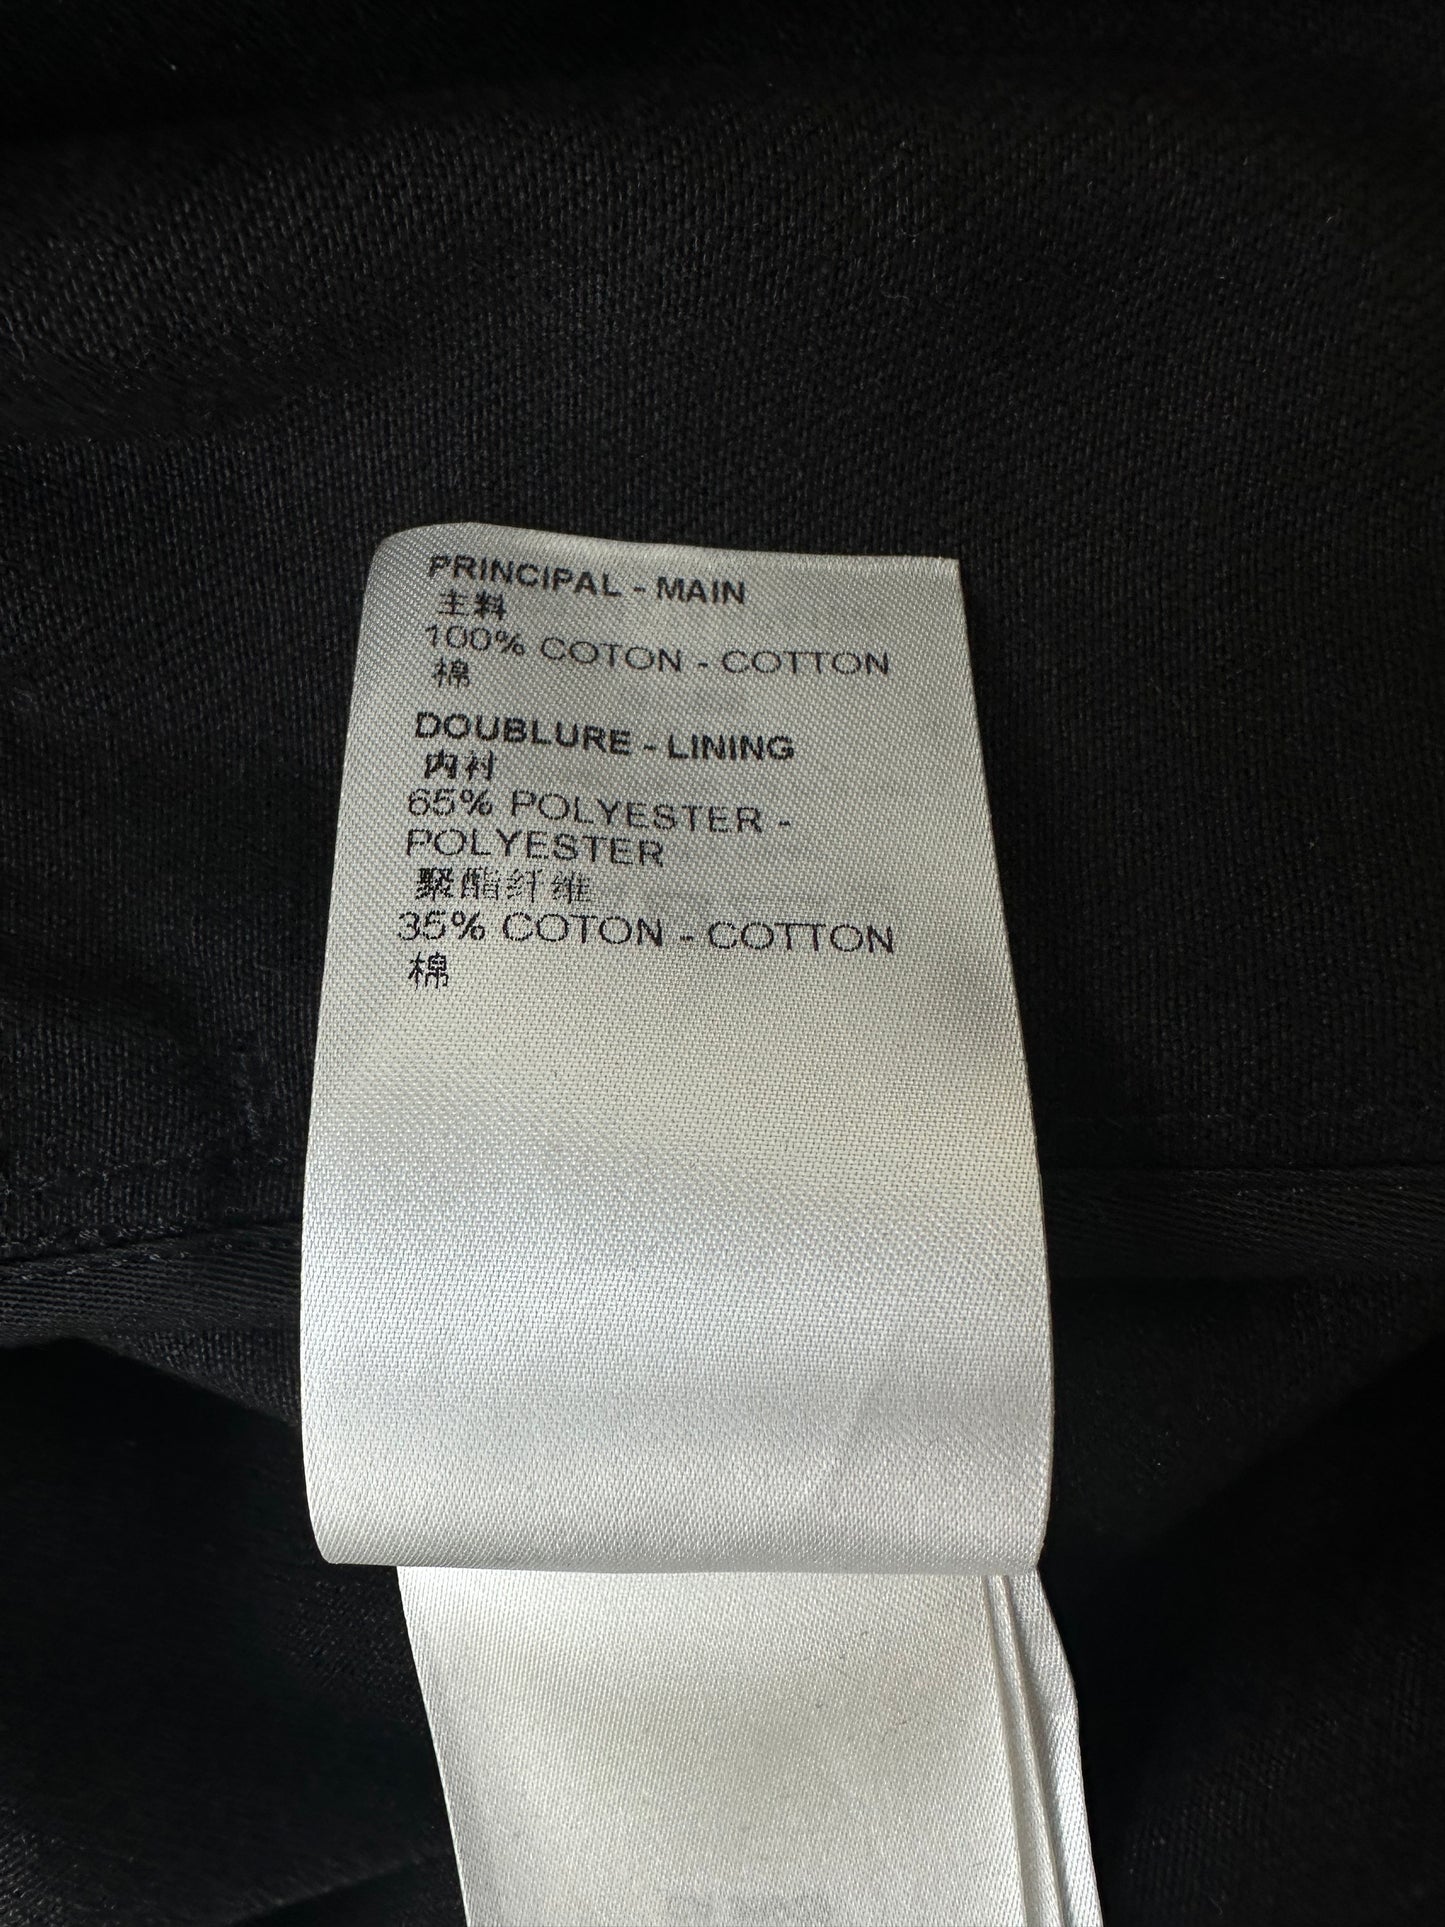 PRINCIPAL - MAIN
主料
100% COTON - COTTON
棉
DOUBLURE - LINING
内衬
65% POLYESTER -
POLYESTER
聚酯纤维
35% COTON - COTTON
棉